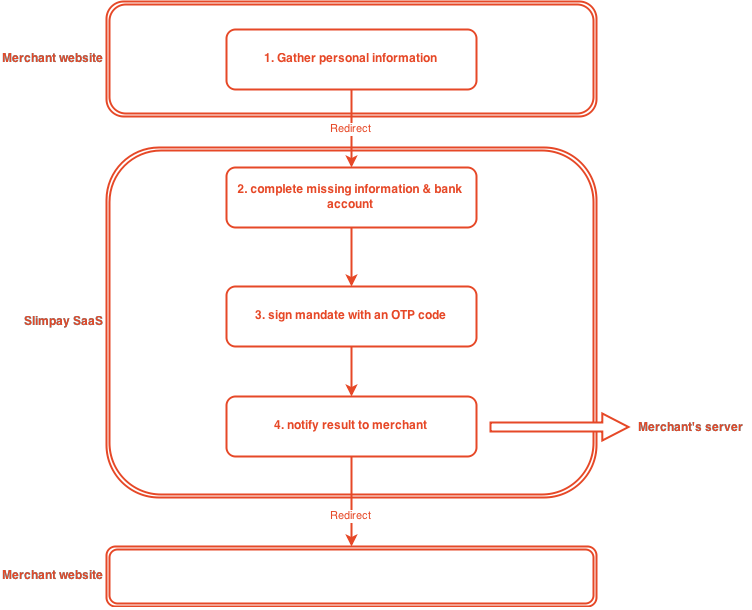 Merchant website
1. Gather personal information
Redirect
2. complete missing information & bank
account
Slimpay SaaS
3. sign mandate with an OTP code
4. notify result to merchant
Merchant's server
Redirect
Merchant website